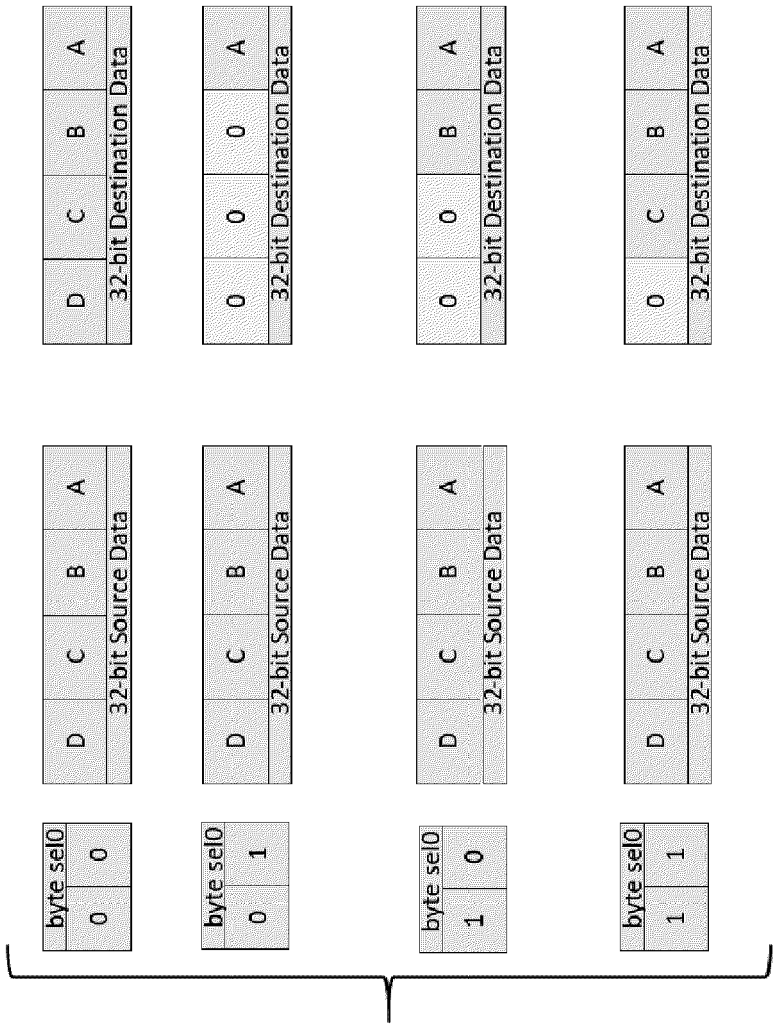 byte sel0
0 0
D C B A
32-bit Source Data
D C B A
32-bit Destination Data
byte sel0
0 1
D C B A
32-bit Source Data
0 0 0 A
32-bit Destination Data
byte sel0
1 0
D C B A
32-bit Source Data
0 0 B A
32-bit Destination Data
byte sel0
1 1
D C B A
32-bit Source Data
0 C B A
32-bit Destination Data